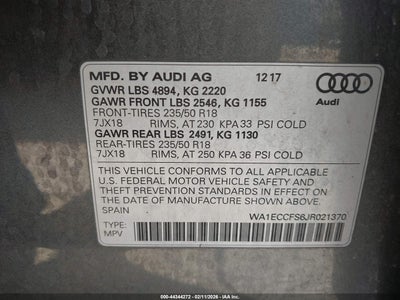 MFD. BY AUDI AG 12 17
GVWR LBS 4894, KG 2220
GAWR FRONT LBS 2546, KG 1155
FRONT-TIRES 235/50 R18
7JX18 RIMS, AT 230 KPA 33 PSI COLD
GAWR REAR LBS 2491, KG 1130
REAR-TIRES 235/50 R18
7JX18 RIMS, AT 250 KPA 36 PSI COLD
Audi
THIS VEHICLE CONFORMS TO ALL APPLICABLE
U.S. FEDERAL MOTOR VEHICLE SAFETY AND
THEFT PREVENTION STANDARDS IN EFFECT ON
THE DATE OF MANUFACTURE SHOWN ABOVE.
SPAIN WA1ECCFS6JR021370
TYPE:
MPV
000-44244272 - 02/11/2026 - IAA Inc.